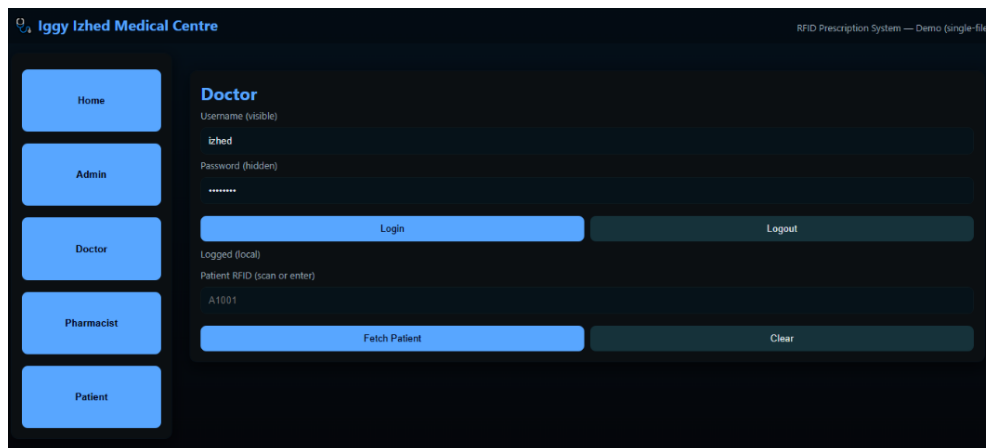 Iggy Izhed Medical Centre
RFID Prescription System — Demo (single-file
Home
Admin
Doctor
Pharmacist
Patient
Doctor
Username (visible)
izhed
Password (hidden)
••••••••
Login
Logout
Logged (local)
Patient RFID (scan or enter)
A1001
Fetch Patient
Clear